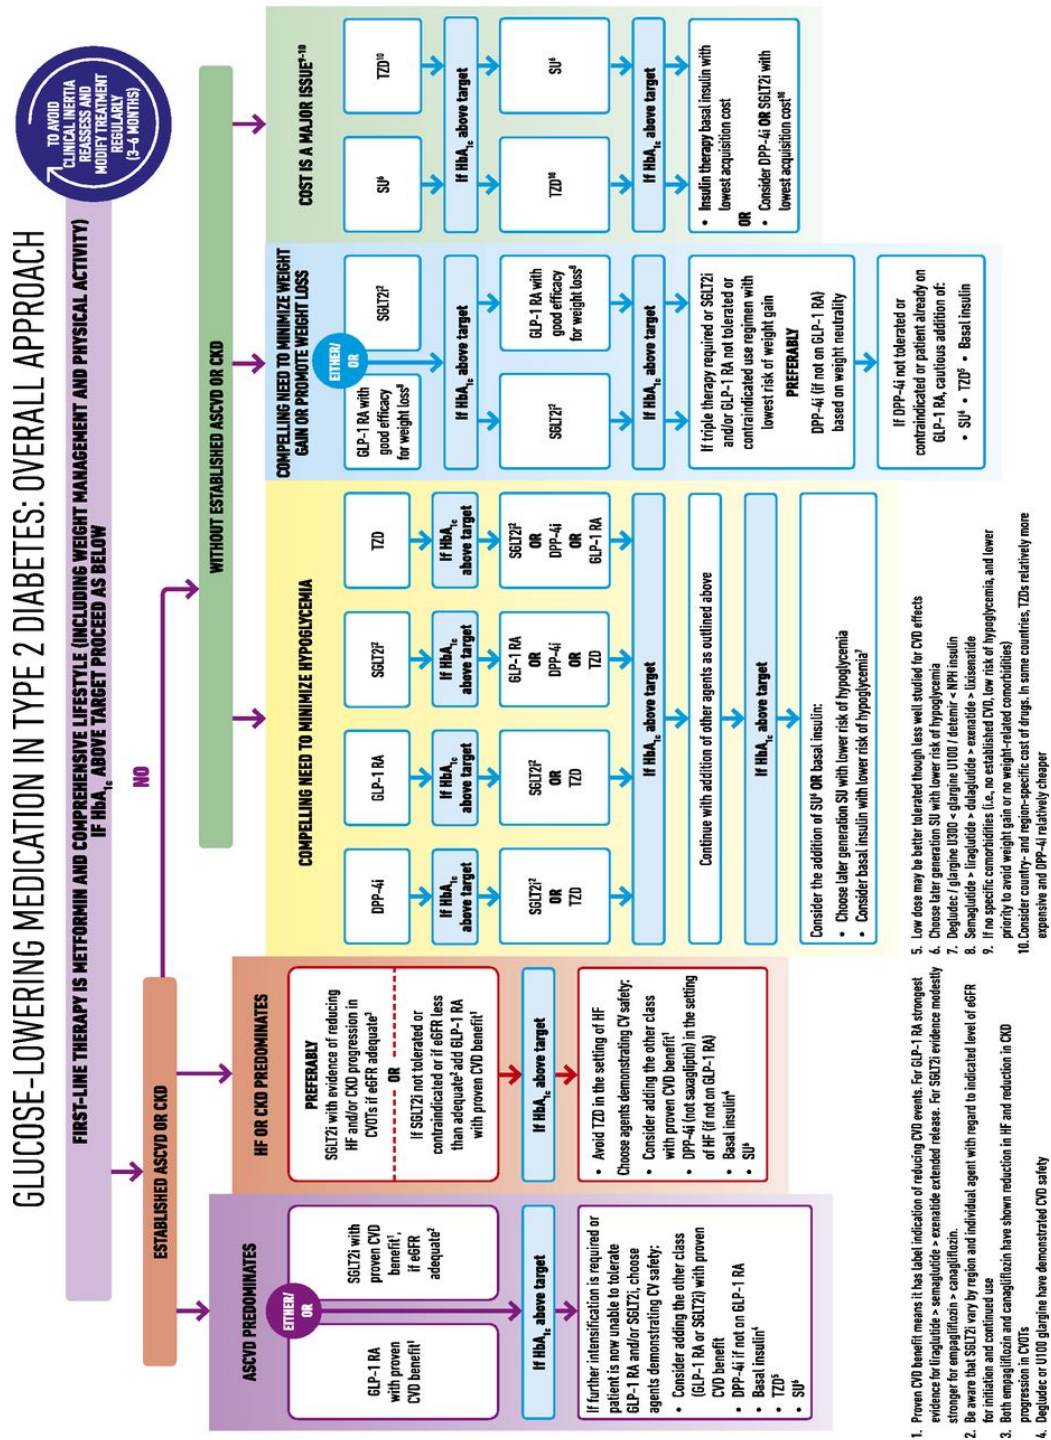 GLUCOSE-LOWERING MEDICATION IN TYPE 2 DIABETES: OVERALL APPROACH
TO AVOID
CLINICAL INERTIA
REASSESS AND
MODIFY TREATMENT
REGULARLY
(3–6 MONTHS)
FIRST-LINE THERAPY IS METFORMIN AND COMPREHENSIVE LIFESTYLE (INCLUDING WEIGHT MANAGEMENT AND PHYSICAL ACTIVITY)
IF HbA1c ABOVE TARGET PROCEED AS BELOW
NO
ESTABLISHED ASCVD OR CKD
WITHOUT ESTABLISHED ASCVD OR CKD
ASCVD PREDOMINATES
EITHER/
OR
GLP-1 RA
with proven
CVD benefit¹
SGLT2i with
proven CVD
benefit¹,
if eGFR
adequate²
If HbA1c above target
If further intensification is required or
patient is now unable to tolerate
GLP-1 RA and/or SGLT2i, choose
agents demonstrating CV safety:
• Consider adding the other class
(GLP-1 RA or SGLT2i) with proven
CVD benefit
• DPP-4i if not on GLP-1 RA
• Basal insulin⁴
• TZD⁵
• SU⁶
HF OR CKD PREDOMINATES
PREFERABLY
SGLT2i with evidence of reducing
HF and/or CKD progression in
CVOTs if eGFR adequate³
OR
If SGLT2i not tolerated or
contraindicated or if eGFR less
than adequate² add GLP-1 RA
with proven CVD benefit¹
If HbA1c above target
• Avoid TZD in the setting of HF
Choose agents demonstrating CV safety:
• Consider adding the other class
with proven CVD benefit¹
• DPP-4i (not saxagliptin) in the setting
of HF (if not on GLP-1 RA)
• Basal insulin⁴
• SU⁶
COMPELLING NEED TO MINIMIZE HYPOGLYCEMIA
DPP-4i
GLP-1 RA
SGLT2i²
TZD
If HbA1c
above target
If HbA1c
above target
If HbA1c
above target
If HbA1c
above target
SGLT2i²
OR
TZD
SGLT2i²
OR
TZD
GLP-1 RA
OR
DPP-4i
OR
TZD
SGLT2i²
OR
DPP-4i
OR
GLP-1 RA
If HbA1c above target
Continue with addition of other agents as outlined above
If HbA1c above target
Consider the addition of SU⁶ OR basal insulin:
• Choose later generation SU with lower risk of hypoglycemia
• Consider basal insulin with lower risk of hypoglycemia⁷
COMPELLING NEED TO MINIMIZE WEIGHT
GAIN OR PROMOTE WEIGHT LOSS
EITHER/
OR
GLP-1 RA with
good efficacy
for weight loss⁸
SGLT2i²
If HbA1c above target
SGLT2i²
GLP-1 RA with
good efficacy
for weight loss⁸
If HbA1c above target
If triple therapy required or SGLT2i
and/or GLP-1 RA not tolerated or
contraindicated use regimen with
lowest risk of weight gain
PREFERABLY
DPP-4i (if not on GLP-1 RA)
based on weight neutrality
If DPP-4i not tolerated or
contraindicated or patient already on
GLP-1 RA, cautious addition of:
• SU⁶ • TZD⁵ • Basal insulin
COST IS A MAJOR ISSUE⁹⁻¹⁰
SU⁶
TZD¹⁰
If HbA1c above target
TZD¹⁰
SU⁶
If HbA1c above target
• Insulin therapy basal insulin with
lowest acquisition cost
OR
• Consider DPP-4i OR SGLT2i with
lowest acquisition cost¹⁰
1. Proven CVD benefit means it has label indication of reducing CVD events. For GLP-1 RA strongest
evidence for liraglutide > semaglutide > exenatide extended release. For SGLT2i evidence modestly
stronger for empagliflozin > canagliflozin.
2. Be aware that SGLT2i vary by region and individual agent with regard to indicated level of eGFR
for initiation and continued use
3. Both empagliflozin and canagliflozin have shown reduction in HF and reduction in CKD
progression in CVOTs
4. Degludec or U100 glargine have demonstrated CVD safety
5. Low dose may be better tolerated though less well studied for CVD effects
6. Choose later generation SU with lower risk of hypoglycemia
7. Degludec / glargine U300 < glargine U100 / detemir < NPH insulin
8. Semaglutide > liraglutide > dulaglutide > exenatide > lixisenatide
9. If no specific comorbidities (i.e., no established CVD, low risk of hypoglycemia, and lower
priority to avoid weight gain or no weight-related comorbidities)
10. Consider country- and region-specific cost of drugs. In some countries, TZDs relatively more
expensive and DPP-4i relatively cheaper